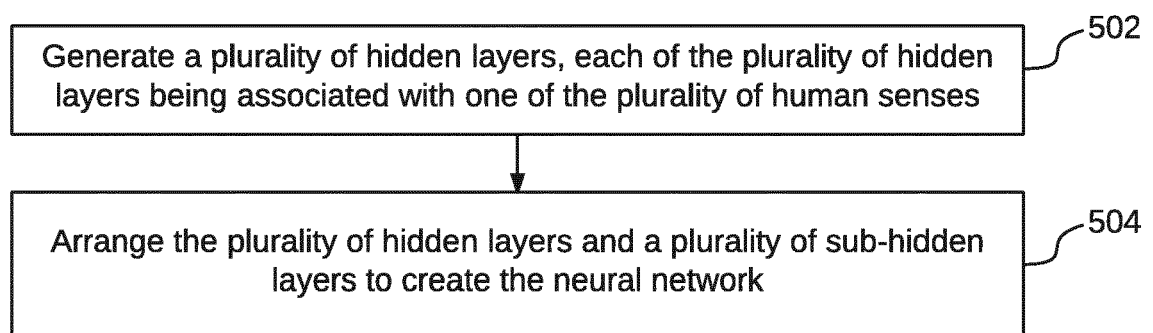 502
Generate a plurality of hidden layers, each of the plurality of hidden
layers being associated with one of the plurality of human senses
504
Arrange the plurality of hidden layers and a plurality of sub-hidden
layers to create the neural network